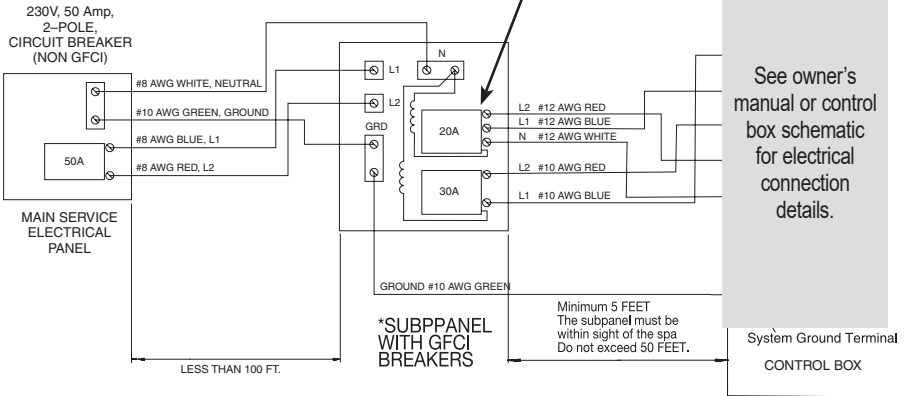 230V, 50 Amp,
2–POLE,
CIRCUIT BREAKER
(NON GFCI)
#8 AWG WHITE, NEUTRAL
#10 AWG GREEN, GROUND
#8 AWG BLUE, L1
50A
#8 AWG RED, L2
MAIN SERVICE
ELECTRICAL
PANEL
N
L1
L2
GRD
20A
30A
L2 #12 AWG RED
L1 #12 AWG BLUE
N #12 AWG WHITE
L2 #10 AWG RED
L1 #10 AWG BLUE
GROUND #10 AWG GREEN
See owner's
manual or control
box schematic
for electrical
connection
details.
LESS THAN 100 FT.
*SUBPPANEL
WITH GFCI
BREAKERS
Minimum 5 FEET
The subpanel must be
within sight of the spa
Do not exceed 50 FEET.
System Ground Terminal
CONTROL BOX